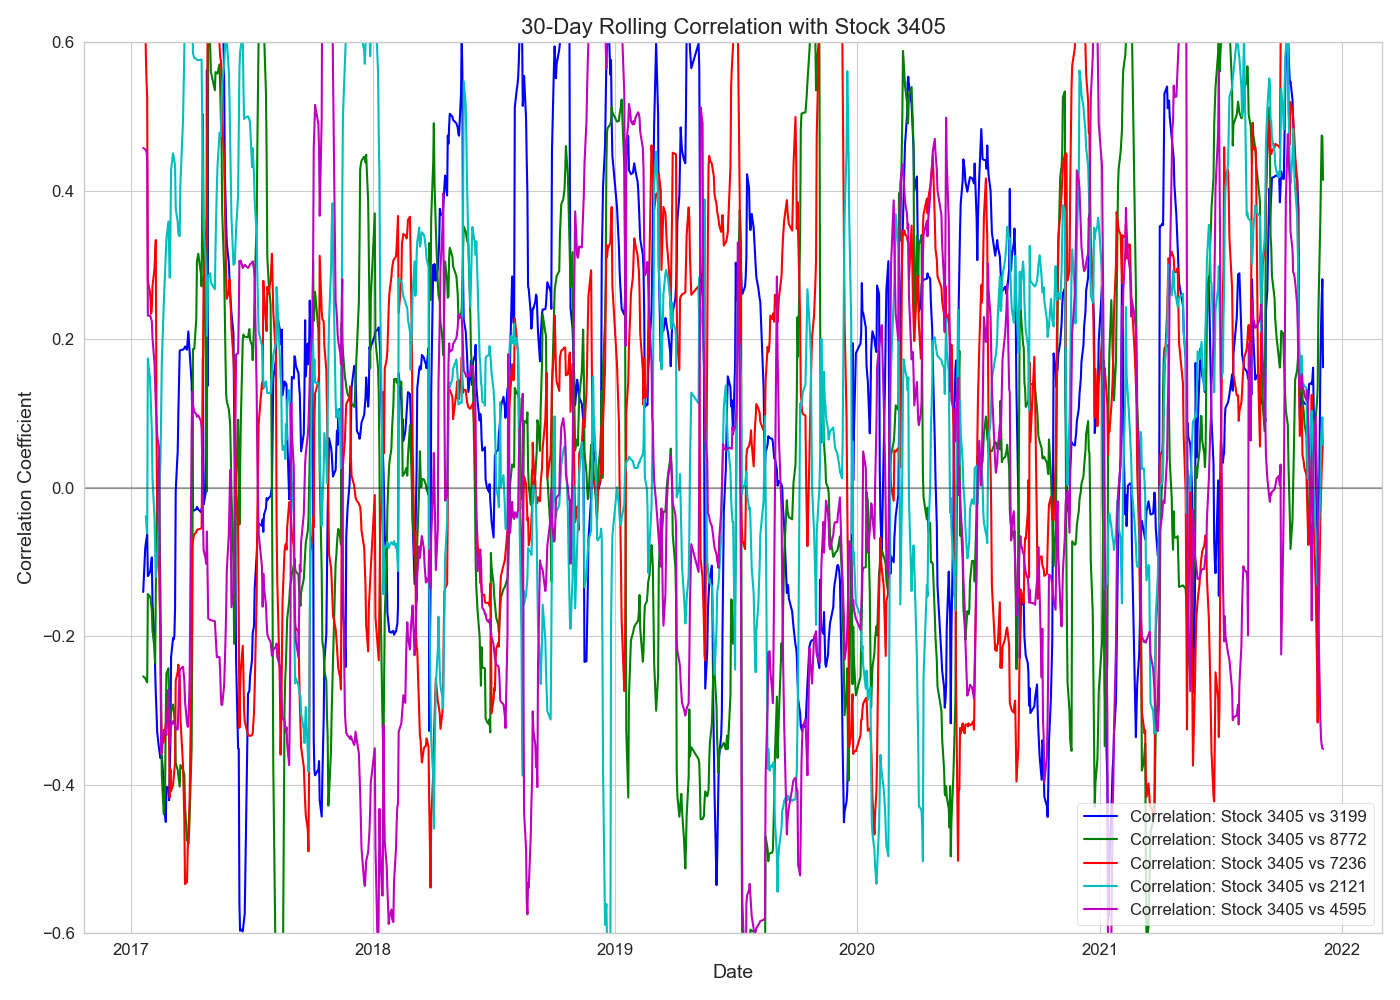 30-Day Rolling Correlation with Stock 3405
Correlation Coefficient
0.6
0.4
0.2
0.0
−0.2
−0.4
−0.6
2017
2018
2019
2020
2021
2022
Date
Correlation: Stock 3405 vs 3199
Correlation: Stock 3405 vs 8772
Correlation: Stock 3405 vs 7236
Correlation: Stock 3405 vs 2121
Correlation: Stock 3405 vs 4595